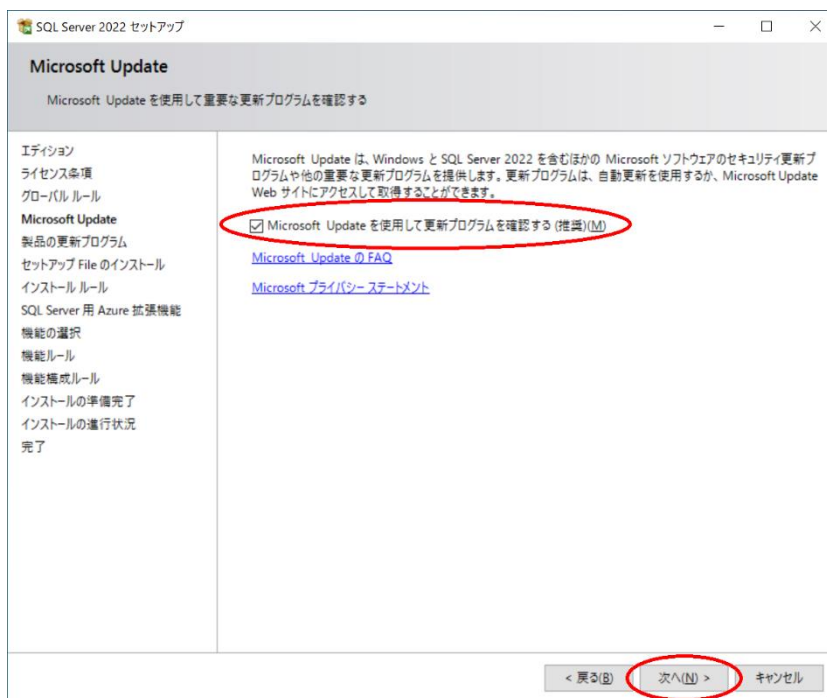 SQL Server 2022 セットアップ
Microsoft Update
Microsoft Update を使用して重要な更新プログラムを確認する
エディション
ライセンス条項
グローバル ルール
Microsoft Update
製品の更新プログラム
セットアップ File のインストール
インストール ルール
SQL Server 用 Azure 拡張機能
機能の選択
機能ルール
機能構成ルール
インストールの準備完了
インストールの進行状況
完了
Microsoft Update は、Windows と SQL Server 2022 を含むほかの Microsoft ソフトウェアのセキュリティ更新プ
ログラムや他の重要な更新プログラムを提供します。更新プログラムは、自動更新を使用するか、Microsoft Update
Web サイトにアクセスして取得することができます。
Microsoft Update を使用して更新プログラムを確認する (推奨)(M)
Microsoft Update の FAQ
Microsoft プライバシー ステートメント
< 戻る(B) 次へ(N) > キャンセル